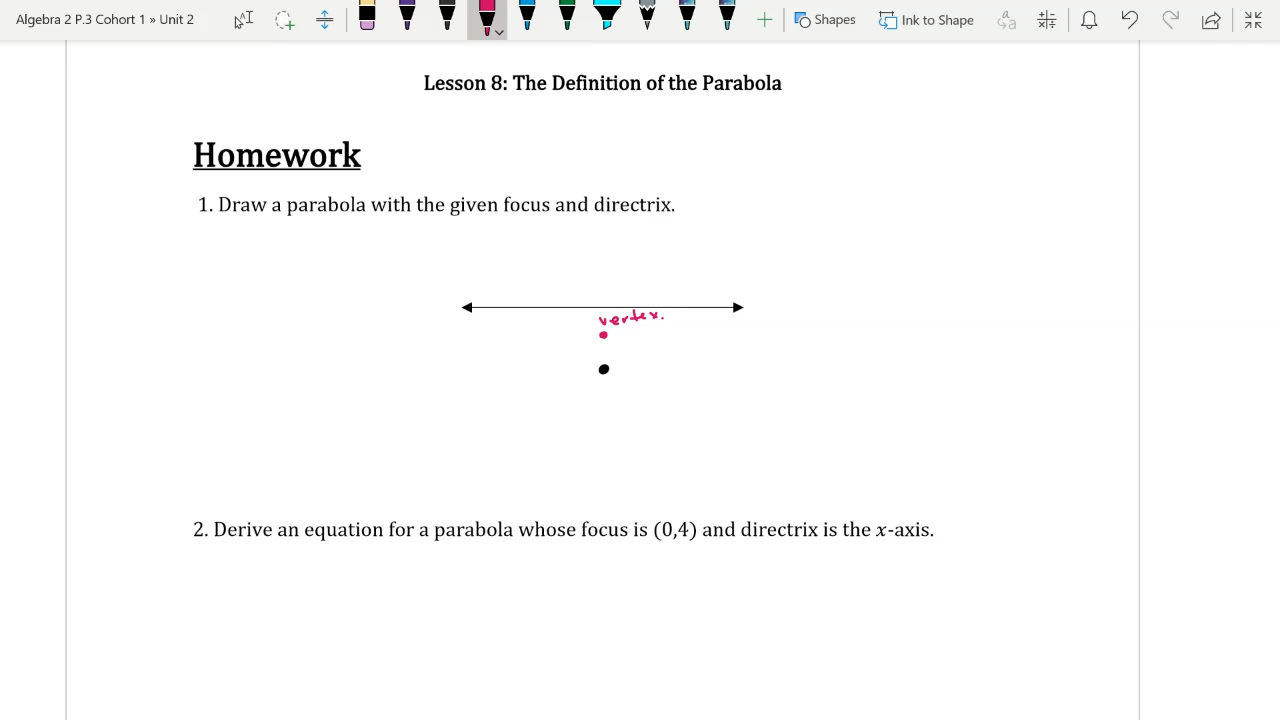 Algebra 2 P.3 Cohort 1 » Unit 2
Shapes
Ink to Shape
Lesson 8: The Definition of the Parabola
Homework
1. Draw a parabola with the given focus and directrix.
vertex.
2. Derive an equation for a parabola whose focus is (0,4) and directrix is the x-axis.